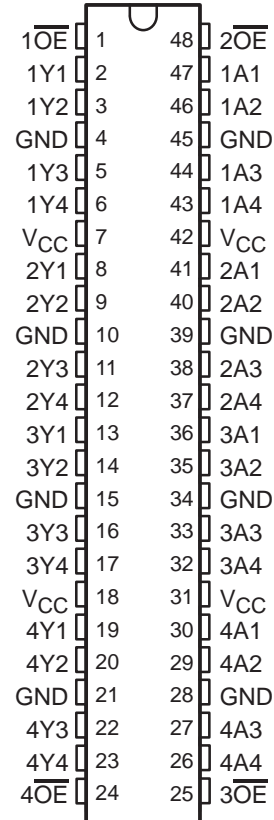 1O̅E̅ 1 48 2O̅E̅
1Y1 2 47 1A1
1Y2 3 46 1A2
GND 4 45 GND
1Y3 5 44 1A3
1Y4 6 43 1A4
VCC 7 42 VCC
2Y1 8 41 2A1
2Y2 9 40 2A2
GND 10 39 GND
2Y3 11 38 2A3
2Y4 12 37 2A4
3Y1 13 36 3A1
3Y2 14 35 3A2
GND 15 34 GND
3Y3 16 33 3A3
3Y4 17 32 3A4
VCC 18 31 VCC
4Y1 19 30 4A1
4Y2 20 29 4A2
GND 21 28 GND
4Y3 22 27 4A3
4Y4 23 26 4A4
4O̅E̅ 24 25 3O̅E̅